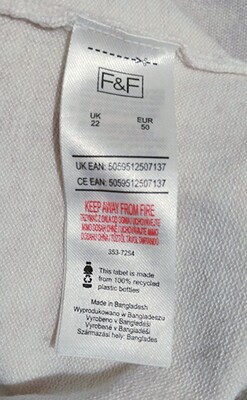 F&F
UK EUR
22 50
UK EAN: 5059512507137
CE EAN: 5059512507137
KEEP AWAY FROM FIRE
353-7254
This label is made
from 100% recycled
plastic bottles
Made in Bangladesh
Wyprodukowano w Bangladeszu
Vyrobeno v Bangladéši
Vyrobené v Bangladéši
Származási hely: Banglades